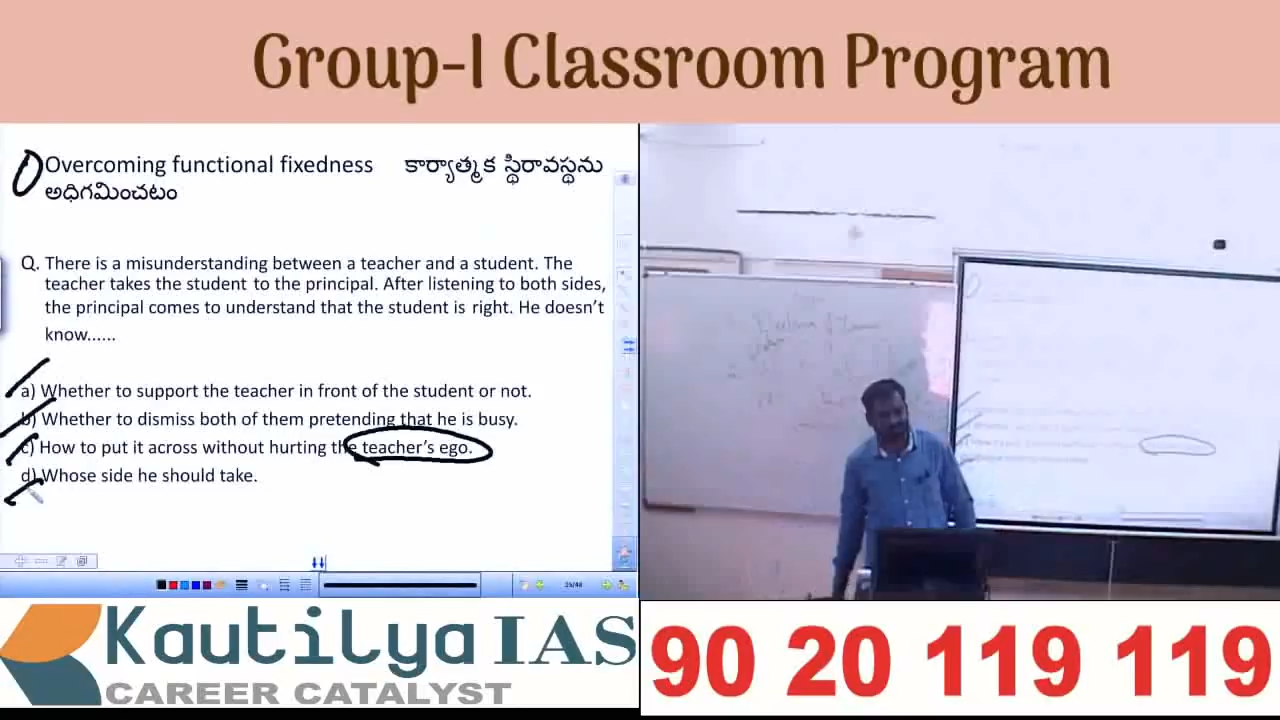 Group-I Classroom Program
Overcoming functional fixedness కార్యాత్మక స్థిరావస్థను
అధిగమించటం
Q. There is a misunderstanding between a teacher and a student. The
teacher takes the student to the principal. After listening to both sides,
the principal comes to understand that the student is right. He doesn't
know......
a) Whether to support the teacher in front of the student or not.
b) Whether to dismiss both of them pretending that he is busy.
c) How to put it across without hurting the teacher's ego.
d) Whose side he should take.
Kautilya IAS
CAREER CATALYST
90 20 119 119